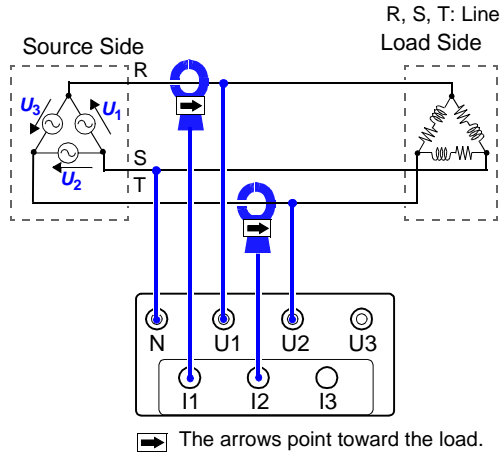 R, S, T: Line
Source Side
Load Side
R
U3
U1
U2
S
T
N
U1
U2
U3
I1
I2
I3
The arrows point toward the load.